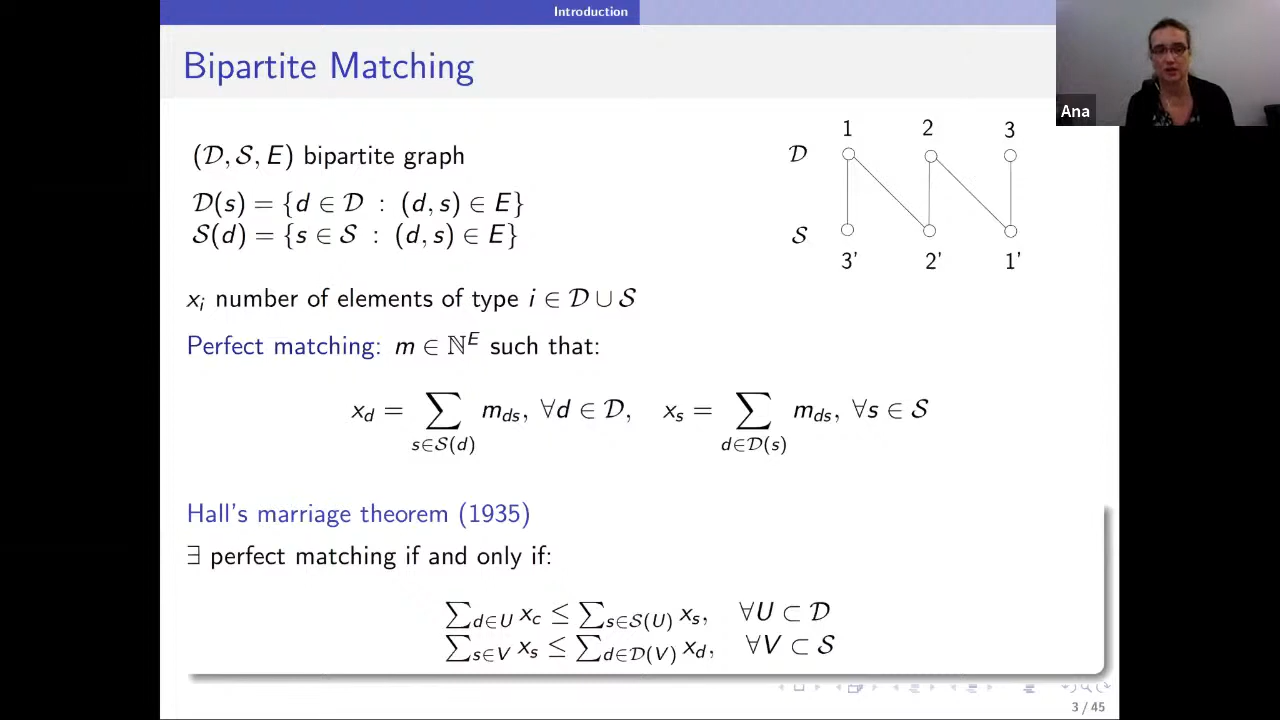 Introduction
Bipartite Matching
Ana
1 2 3
(𝒟, 𝒮, E) bipartite graph
𝒟
𝒟(s) = {d ∈ 𝒟 : (d, s) ∈ E}
𝒮(d) = {s ∈ 𝒮 : (d, s) ∈ E}
𝒮
3' 2' 1'
x_i number of elements of type i ∈ 𝒟 ∪ 𝒮
Perfect matching: m ∈ ℕ^E such that:
x_d = ∑_{s∈𝒮(d)} m_{ds}, ∀d ∈ 𝒟, x_s = ∑_{d∈𝒟(s)} m_{ds}, ∀s ∈ 𝒮
Hall's marriage theorem (1935)
∃ perfect matching if and only if:
∑_{d∈U} x_c ≤ ∑_{s∈𝒮(U)} x_s, ∀U ⊂ 𝒟
∑_{s∈V} x_s ≤ ∑_{d∈𝒟(V)} x_d, ∀V ⊂ 𝒮
3 / 45